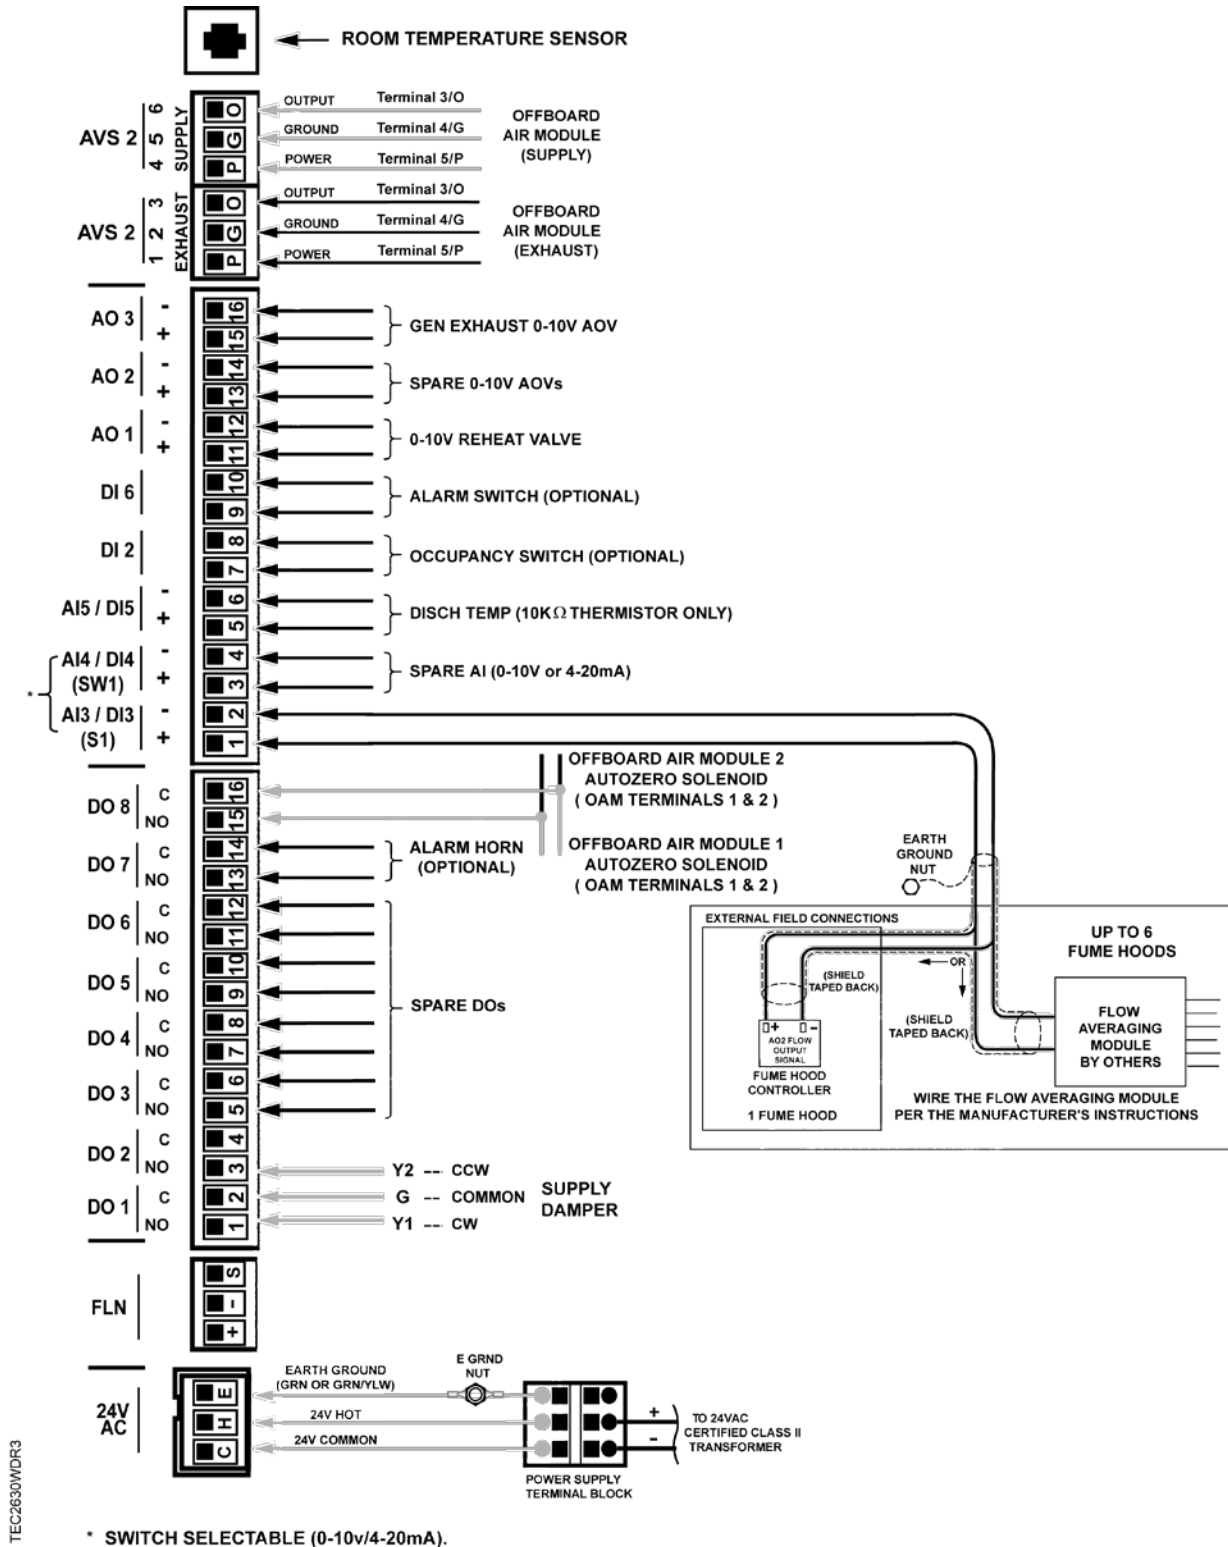 ROOM TEMPERATURE SENSOR
AVS 2
4 5 6
SUPPLY
O
G
P
OUTPUT Terminal 3/O
GROUND Terminal 4/G
POWER Terminal 5/P
OFFBOARD
AIR MODULE
(SUPPLY)
AVS 2
1 2 3
EXHAUST
O
G
P
OUTPUT Terminal 3/O
GROUND Terminal 4/G
POWER Terminal 5/P
OFFBOARD
AIR MODULE
(EXHAUST)
AO 3 - +
16
15
GEN EXHAUST 0-10V AOV
AO 2 - +
14
13
SPARE 0-10V AOVs
AO 1 - +
12
11
0-10V REHEAT VALVE
DI 6
10
9
ALARM SWITCH (OPTIONAL)
DI 2
8
7
OCCUPANCY SWITCH (OPTIONAL)
AI5 / DI5 - +
6
5
DISCH TEMP (10KΩ THERMISTOR ONLY)
*
AI4 / DI4 - +
(SW1)
4
3
SPARE AI (0-10V or 4-20mA)
AI3 / DI3 - +
(S1)
2
1
OFFBOARD AIR MODULE 2
AUTOZERO SOLENOID
( OAM TERMINALS 1 & 2 )
DO 8 C NO
16
15
OFFBOARD AIR MODULE 1
AUTOZERO SOLENOID
( OAM TERMINALS 1 & 2 )
DO 7 C NO
14
13
ALARM HORN
(OPTIONAL)
DO 6 C NO
12
11
DO 5 C NO
10
9
SPARE DOs
DO 4 C NO
8
7
DO 3 C NO
6
5
DO 2 C NO
4
3
Y2 -- CCW
DO 1 C NO
2
1
G -- COMMON
Y1 -- CW
SUPPLY
DAMPER
EARTH
GROUND
NUT
EXTERNAL FIELD CONNECTIONS
UP TO 6
FUME HOODS
OR
(SHIELD
TAPED BACK)
(SHIELD
TAPED BACK)
+ -
AO2 FLOW
OUTPUT
SIGNAL
FUME HOOD
CONTROLLER
1 FUME HOOD
FLOW
AVERAGING
MODULE
BY OTHERS
WIRE THE FLOW AVERAGING MODULE
PER THE MANUFACTURER'S INSTRUCTIONS
FLN
S
-
+
24V
AC
E
H
C
EARTH GROUND
(GRN OR GRN/YLW)
E GRND
NUT
24V HOT
24V COMMON
+
-
TO 24VAC
CERTIFIED CLASS II
TRANSFORMER
POWER SUPPLY
TERMINAL BLOCK
TEC2630WDR3
* SWITCH SELECTABLE (0-10v/4-20mA).